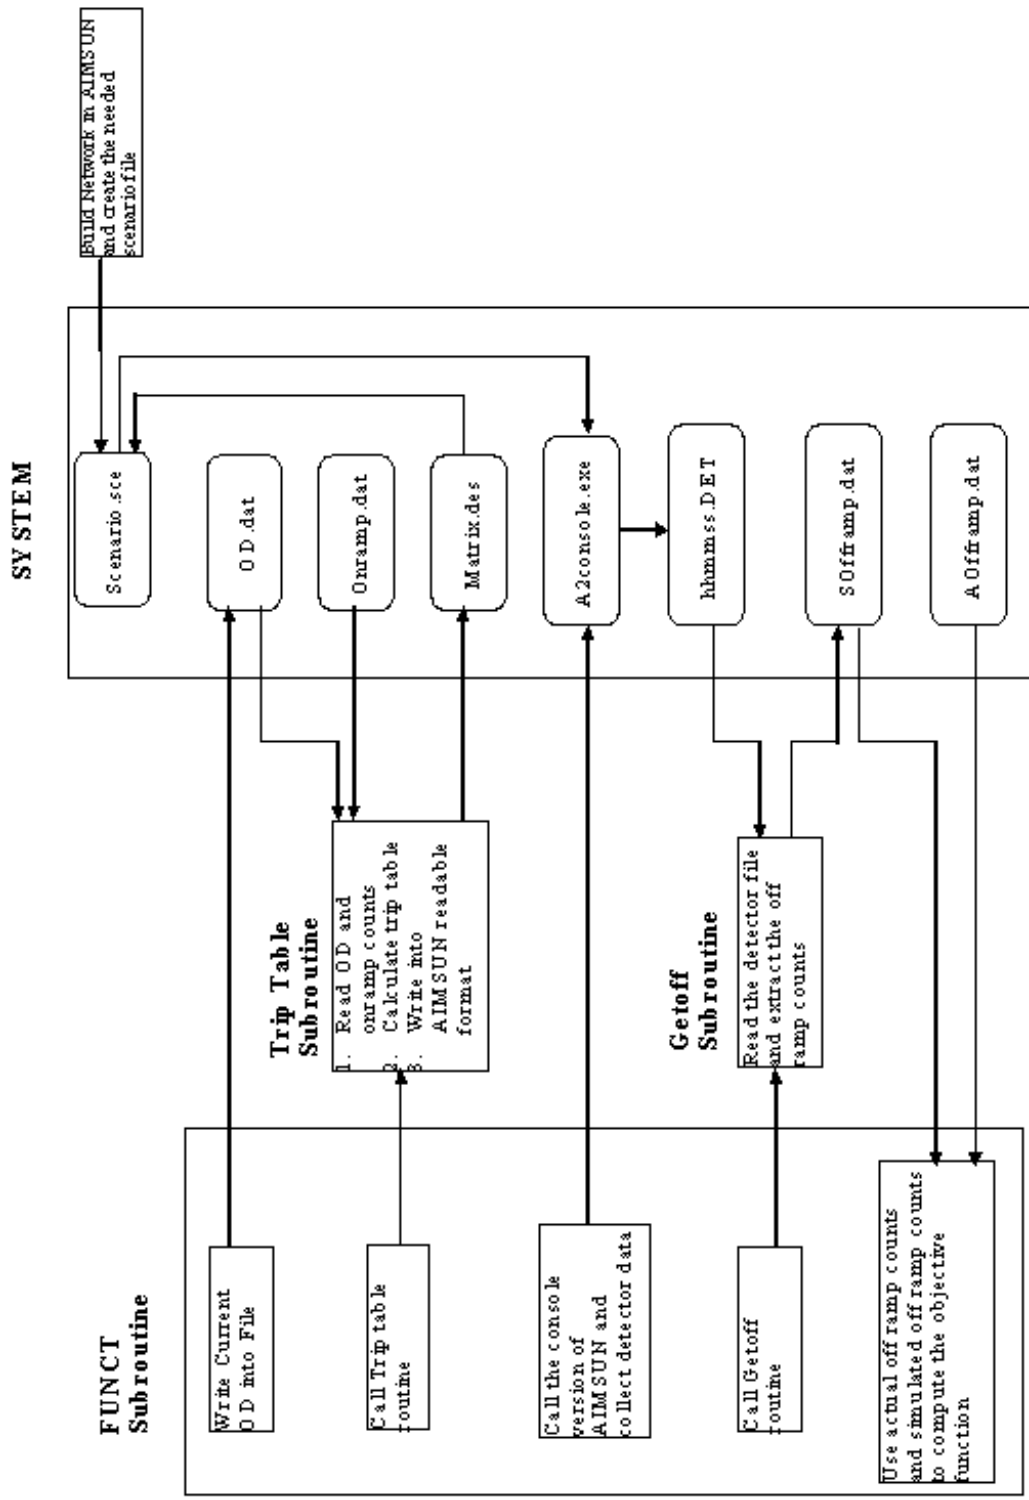 FUNCT
Subroutine
Write Current
OD into File
Call Trip table
routine
Call the console
version of
AIMSUN and
collect detector data
Call Getoff
routine
Use actual off ramp counts
and simulated off ramp counts
to compute the objective
function
Trip Table
Subroutine
1. Read OD and
onramp counts
2. Calculate trip table
3. Write into
AIMSUN readable
format
Getoff
Subroutine
Read the detector file
and extract the off
ramp counts
SYSTEM
Scenario.sce
OD.dat
Onramp.dat
Matrix.des
A2console.exe
hhmmss.DET
SOfframp.dat
AOfframp.dat
Build Network in AIMSUN
and create the needed
scenario file